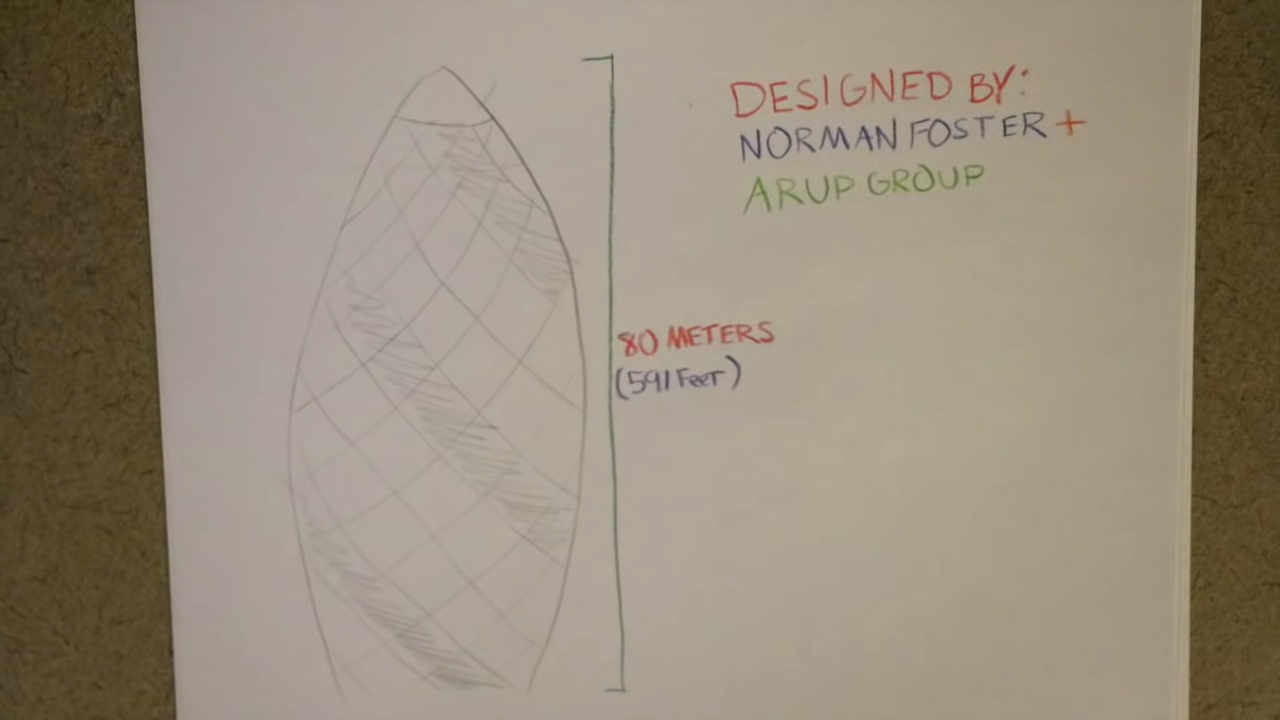 DESIGNED BY:
NORMAN FOSTER +
ARUP GROUP
80 METERS
(591 FEET)